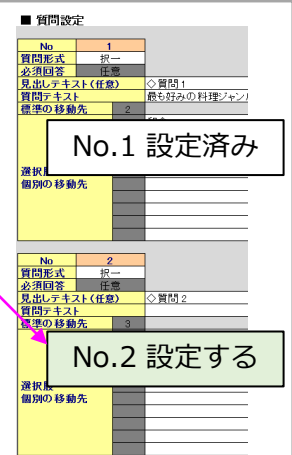 ■ 質問設定
No 1
質問形式 択一
必須回答 任意
見出しテキスト(任意) ◇質問1
質問テキスト 最も好みの料理ジャン
標準の移動先 2
No.1 設定済み
選択
個別の移動先
No 2
質問形式 択一
必須回答 任意
見出しテキスト(任意) ◇質問2
質問テキスト
標準の移動先 3
No.2 設定する
選択肢
個別の移動先